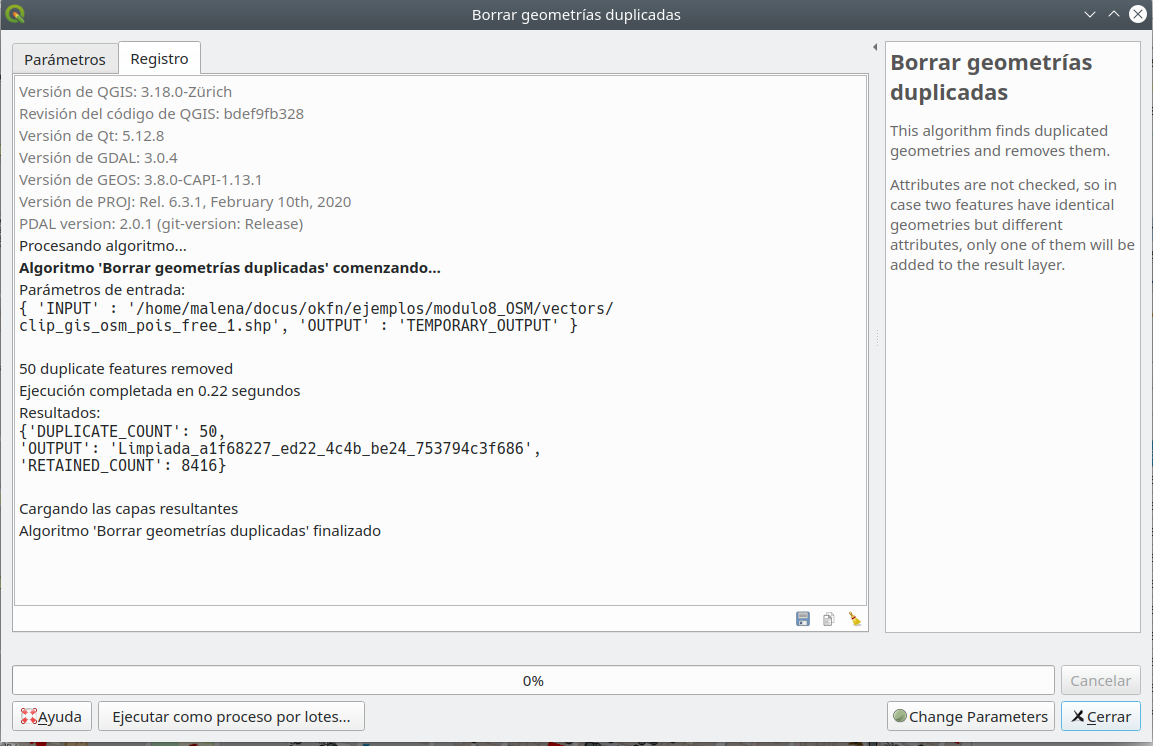 Borrar geometrías duplicadas
Parámetros
Registro
Versión de QGIS: 3.18.0-Zürich
Revisión del código de QGIS: bdef9fb328
Versión de Qt: 5.12.8
Versión de GDAL: 3.0.4
Versión de GEOS: 3.8.0-CAPI-1.13.1
Versión de PROJ: Rel. 6.3.1, February 10th, 2020
PDAL version: 2.0.1 (git-version: Release)
Procesando algoritmo...
Algoritmo 'Borrar geometrías duplicadas' comenzando...
Parámetros de entrada:
{ 'INPUT' : '/home/malena/docus/okfn/ejemplos/modulo8_OSM/vectors/
clip_gis_osm_pois_free_1.shp', 'OUTPUT' : 'TEMPORARY_OUTPUT' }
50 duplicate features removed
Ejecución completada en 0.22 segundos
Resultados:
{'DUPLICATE_COUNT': 50,
'OUTPUT': 'Limpiada_a1f68227_ed22_4c4b_be24_753794c3f686',
'RETAINED_COUNT': 8416}
Cargando las capas resultantes
Algoritmo 'Borrar geometrías duplicadas' finalizado
Borrar geometrías
duplicadas
This algorithm finds duplicated
geometries and removes them.
Attributes are not checked, so in
case two features have identical
geometries but different
attributes, only one of them will be
added to the result layer.
0%
Cancelar
Ayuda
Ejecutar como proceso por lotes...
Change Parameters
Cerrar